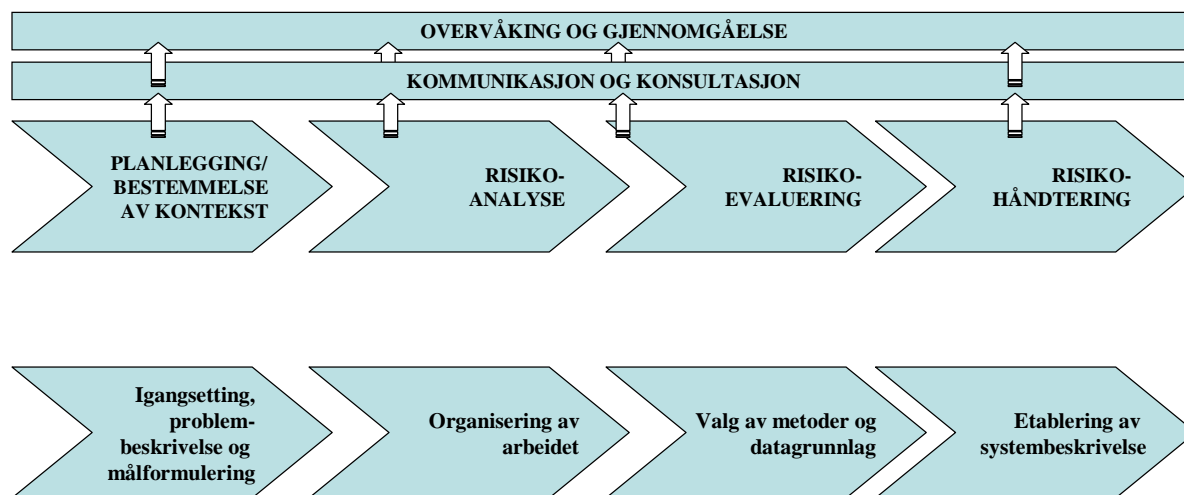 OVERVÅKING OG GJENNOMGÅELSE
KOMMUNIKASJON OG KONSULTASJON
PLANLEGGING/
BESTEMMELSE
AV KONTEKST
RISIKO-
ANALYSE
RISIKO-
EVALUERING
RISIKO-
HÅNDTERING
Igangsetting,
problem-
beskrivelse og
målformulering
Organisering av
arbeidet
Valg av metoder og
datagrunnlag
Etablering av
systembeskrivelse